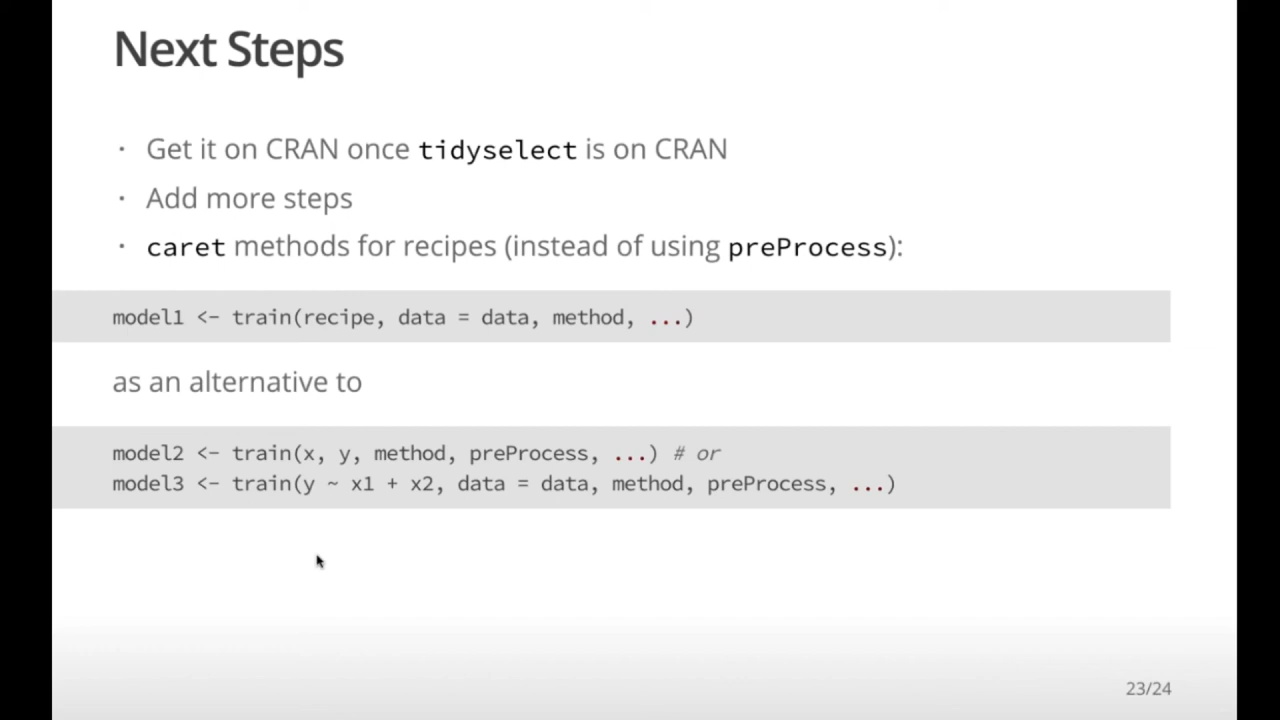 Next Steps
· Get it on CRAN once tidyselect is on CRAN
· Add more steps
· caret methods for recipes (instead of using preProcess):
model1 <- train(recipe, data = data, method, ...)
as an alternative to
model2 <- train(x, y, method, preProcess, ...) # or
model3 <- train(y ~ x1 + x2, data = data, method, preProcess, ...)
23/24